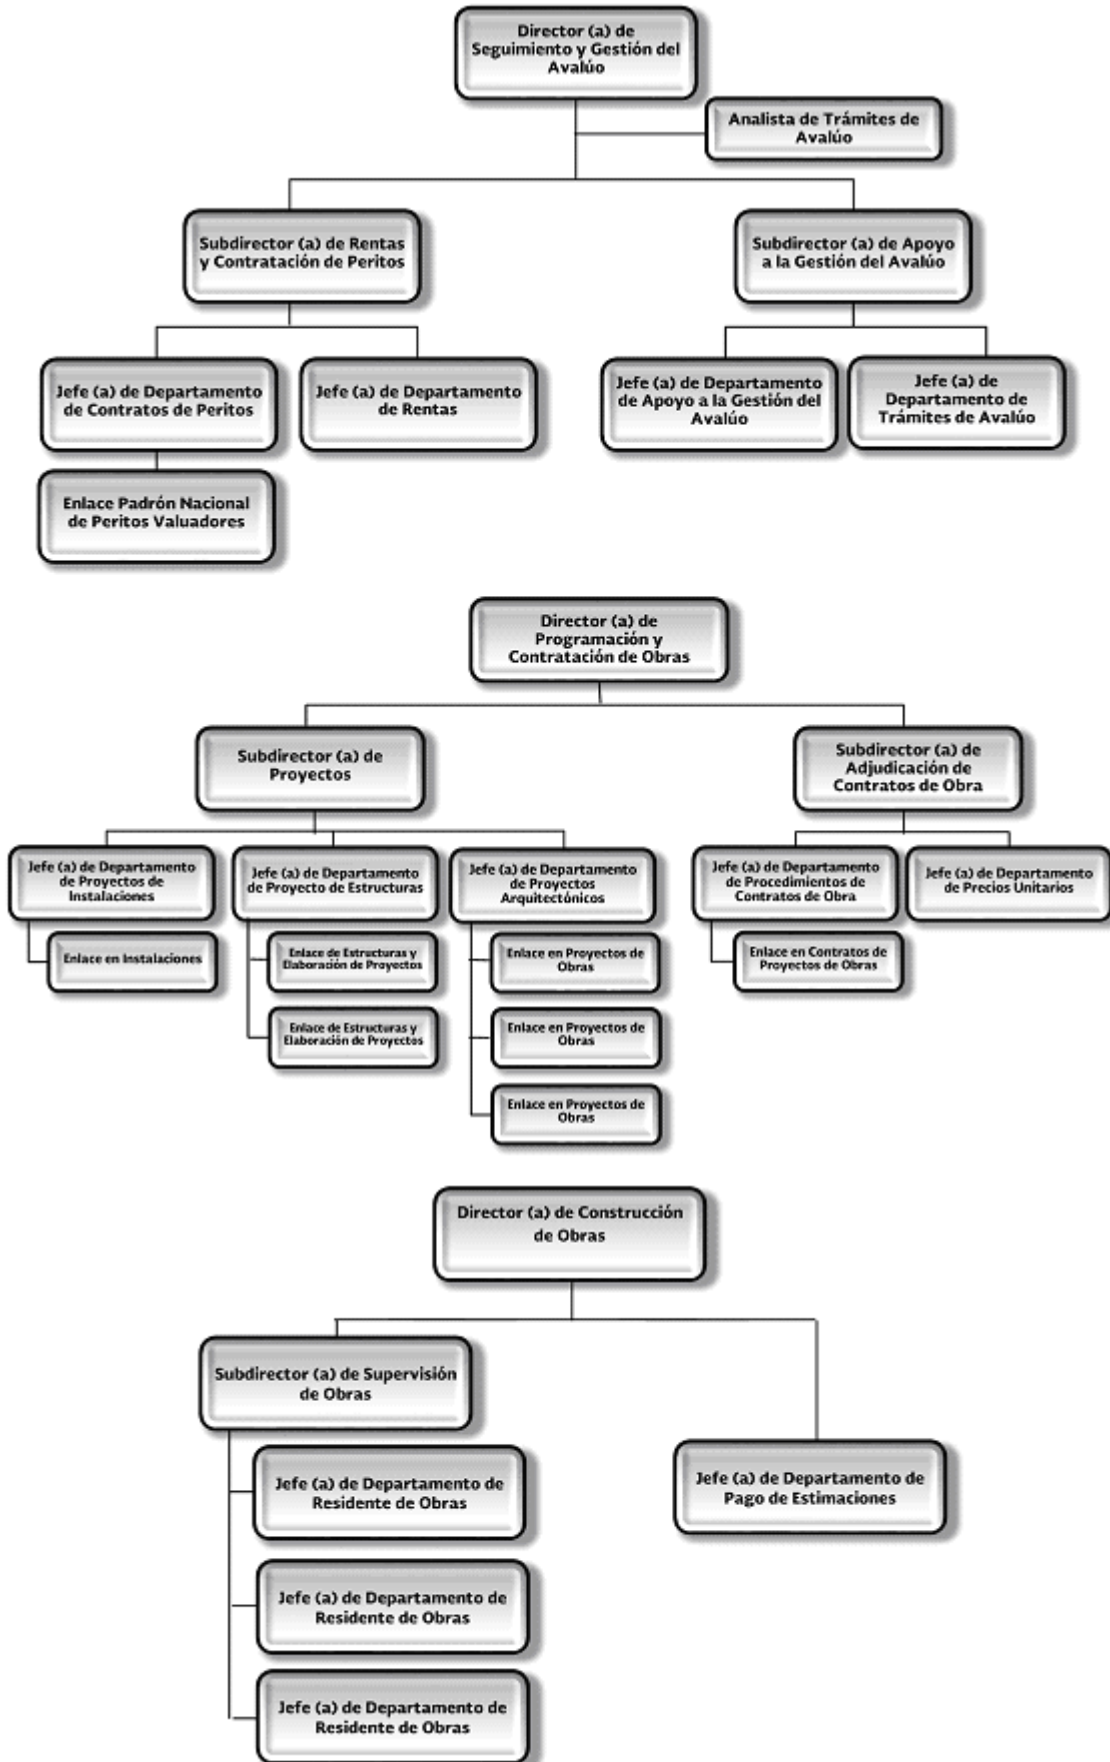 Director (a) de
Seguimiento y Gestión del
Avalúo
Analista de Trámites de
Avalúo
Subdirector (a) de Rentas
y Contratación de Peritos
Subdirector (a) de Apoyo
a la Gestión del Avalúo
Jefe (a) de Departamento
de Contratos de Peritos
Jefe (a) de Departamento
de Rentas
Jefe (a) de Departamento
de Apoyo a la Gestión del
Avalúo
Jefe (a) de
Departamento de
Trámites de Avalúo
Enlace Padrón Nacional
de Peritos Valuadores
Director (a) de
Programación y
Contratación de Obras
Subdirector (a) de
Proyectos
Subdirector (a) de
Adjudicación de
Contratos de Obra
Jefe (a) de Departamento
de Proyectos de
Instalaciones
Jefe (a) de Departamento
de Proyecto de Estructuras
Jefe (a) de Departamento
de Proyectos
Arquitectónicos
Jefe (a) de Departamento
de Procedimientos de
Contratos de Obra
Jefe (a) de Departamento
de Precios Unitarios
Enlace en Instalaciones
Enlace de Estructuras y
Elaboración de Proyectos
Enlace en Proyectos de
Obras
Enlace en Contratos de
Proyectos de Obras
Enlace de Estructuras y
Elaboración de Proyectos
Enlace en Proyectos de
Obras
Enlace en Proyectos de
Obras
Director (a) de Construcción
de Obras
Subdirector (a) de Supervisión
de Obras
Jefe (a) de Departamento de
Residente de Obras
Jefe (a) de Departamento de
Pago de Estimaciones
Jefe (a) de Departamento de
Residente de Obras
Jefe (a) de Departamento de
Residente de Obras